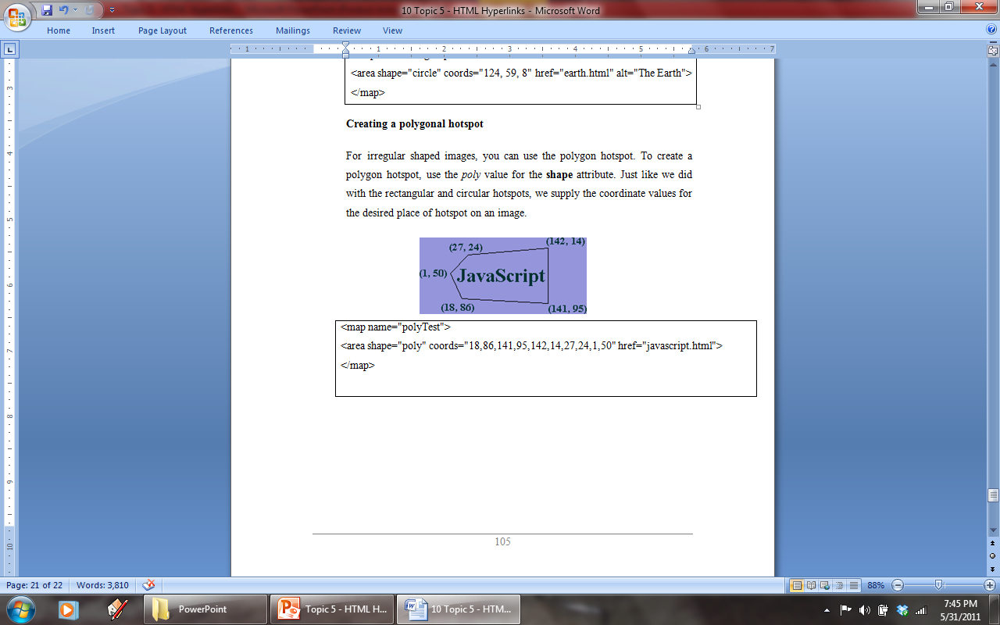 10 Topic 5 - HTML Hyperlinks - Microsoft Word
Home Insert Page Layout References Mailings Review View
<area shape="circle" coords="124, 59, 8" href="earth.html" alt="The Earth">
</map>
Creating a polygonal hotspot
For irregular shaped images, you can use the polygon hotspot. To create a
polygon hotspot, use the poly value for the shape attribute. Just like we did
with the rectangular and circular hotspots, we supply the coordinate values for
the desired place of hotspot on an image.
(142, 14)
(27, 24)
(1, 50)
JavaScript
(18, 86)
(141, 95)
<map name="polyTest">
<area shape="poly" coords="18,86,141,95,142,14,27,24,1,50" href="javascript.html">
</map>
105
Page: 21 of 22 Words: 3,810 88%
PowerPoint Topic 5 - HTML H... 10 Topic 5 - HTM... 7:45 PM
5/31/2011